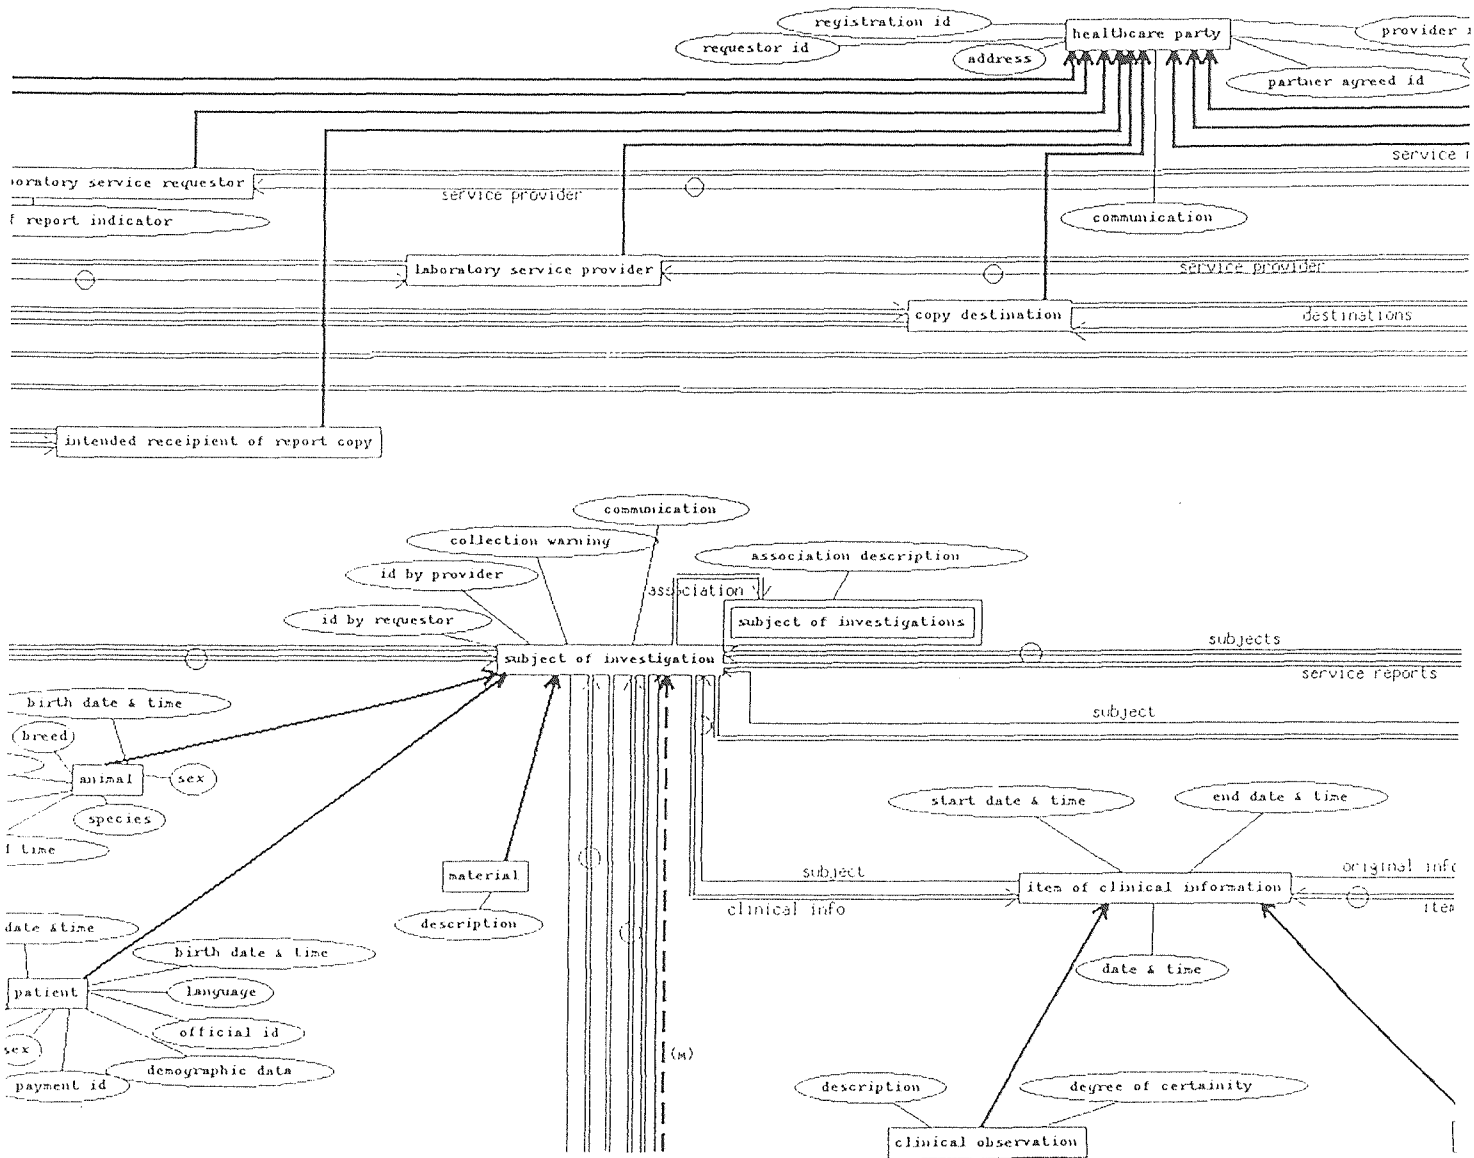 registration id
healthcare party
provider
requestor id
address
partner agreed id
service
oratory service requestor
service provider
report indicator
communication
laboratory service provider
service provider
copy destination
destinations
intended receipient of report copy
communication
collection warning
association description
id by provider
association
id by requestor
subject of investigations
subject of investigation
subjects
service reports
birth date & time
subject
breed
animal
sex
species
start date & time
end date & time
time
material
subject
original info
item of clinical information
clinical info
description
date &time
birth date & time
date & time
patient
language
official id
sex
(M)
demographic data
payment id
description
degree of certainity
clinical observation